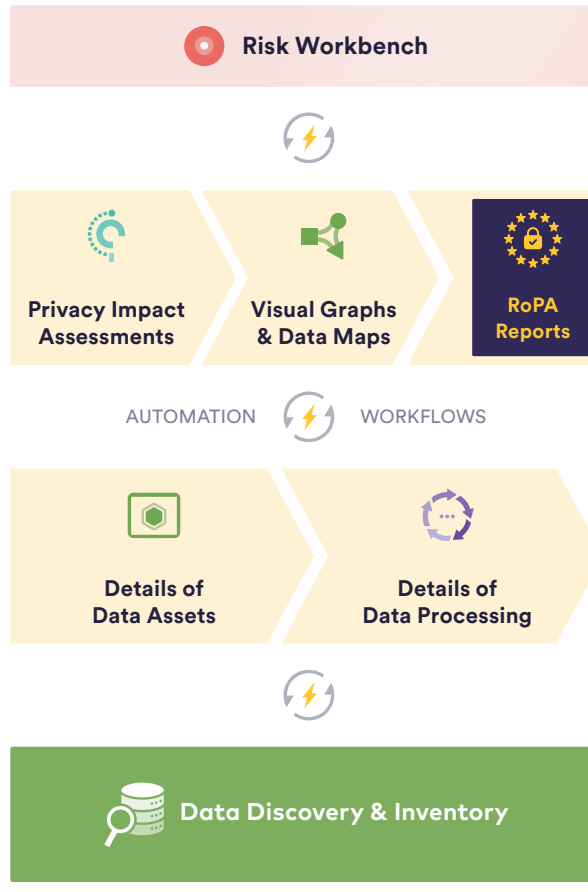 Risk Workbench
Privacy Impact
Assessments
Visual Graphs
& Data Maps
RoPA
Reports
AUTOMATION
WORKFLOWS
Details of
Data Assets
Details of
Data Processing
Data Discovery & Inventory